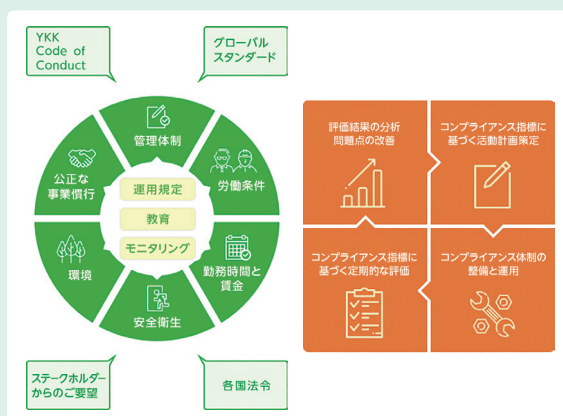 YKK
Code of
Conduct
グローバル
スタンダード
管理体制
公正な
事業慣行
労働条件
運用規定
教育
モニタリング
環境
勤務時間と
賃金
安全衛生
ステークホルダー
からのご要望
各国法令
評価結果の分析
問題点の改善
コンプライアンス指標に
基づく活動計画策定
コンプライアンス指標に
基づく定期的な評価
コンプライアンス体制の
整備と運用